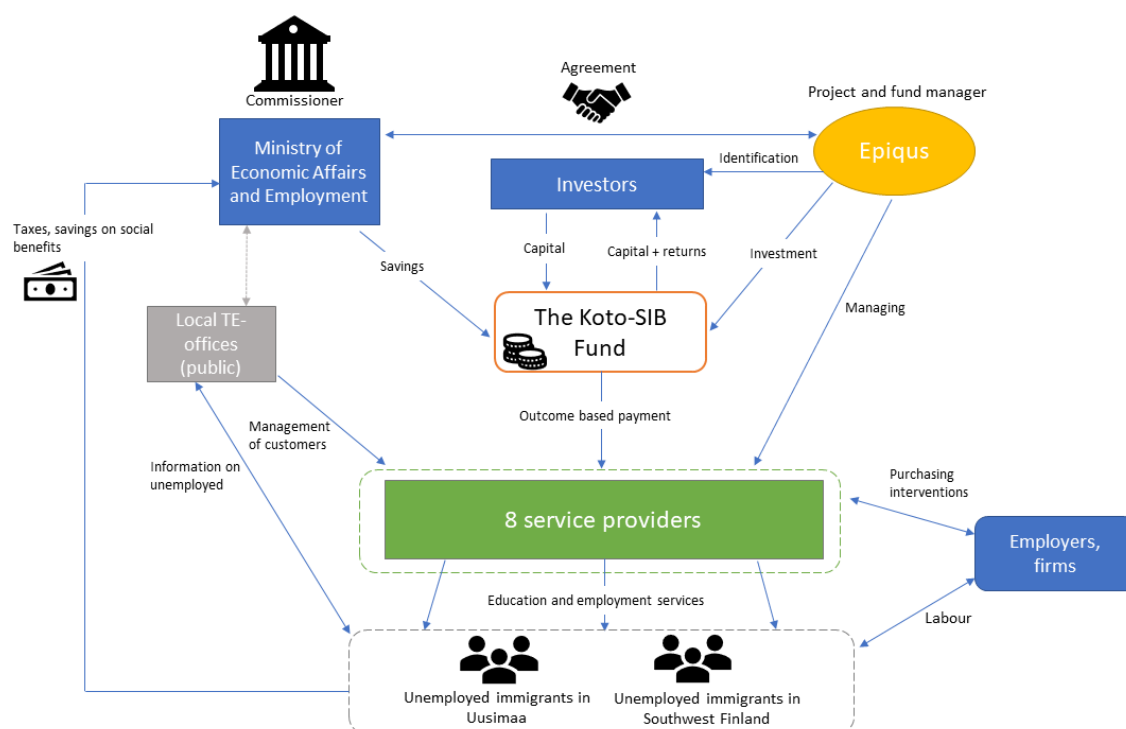 Commissioner
Agreement
Project and fund manager
Ministry of
Economic Affairs
and Employment
Epiqus
Identification
Investors
Taxes, savings on social
benefits
Capital
Capital + returns
Investment
Savings
Managing
Local TE-
offices
(public)
The Koto-SIB
Fund
Outcome based payment
Management
of customers
Information on
unemployed
Purchasing
interventions
8 service providers
Employers,
firms
Education and employment services
Labour
Unemployed immigrants in
Uusimaa
Unemployed immigrants in
Southwest Finland